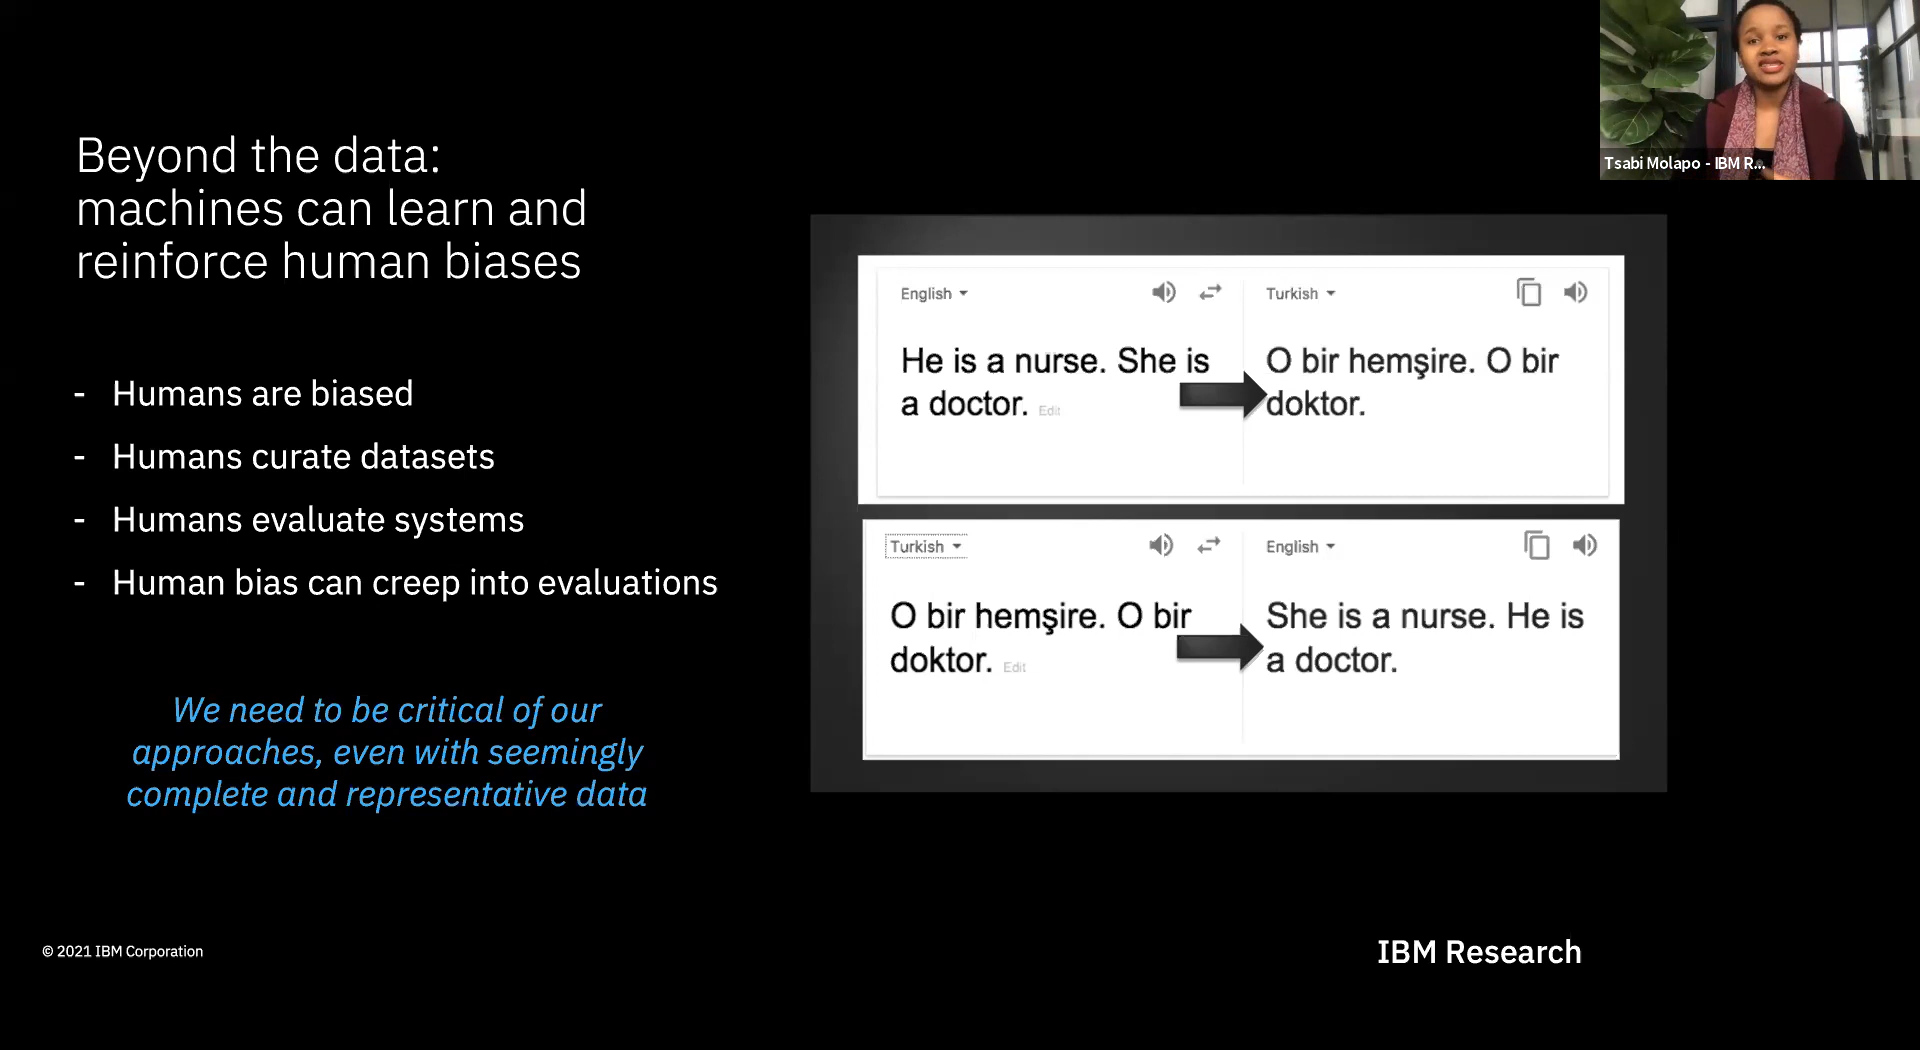 Beyond the data:
machines can learn and
reinforce human biases
- Humans are biased
- Humans curate datasets
- Humans evaluate systems
- Human bias can creep into evaluations
We need to be critical of our
approaches, even with seemingly
complete and representative data
English
He is a nurse. She is
a doctor. Edit
Turkish
O bir hemşire. O bir
doktor.
Turkish
O bir hemşire. O bir
doktor. Edit
English
She is a nurse. He is
a doctor.
Tsabi Molapo - IBM R...
© 2021 IBM Corporation
IBM Research